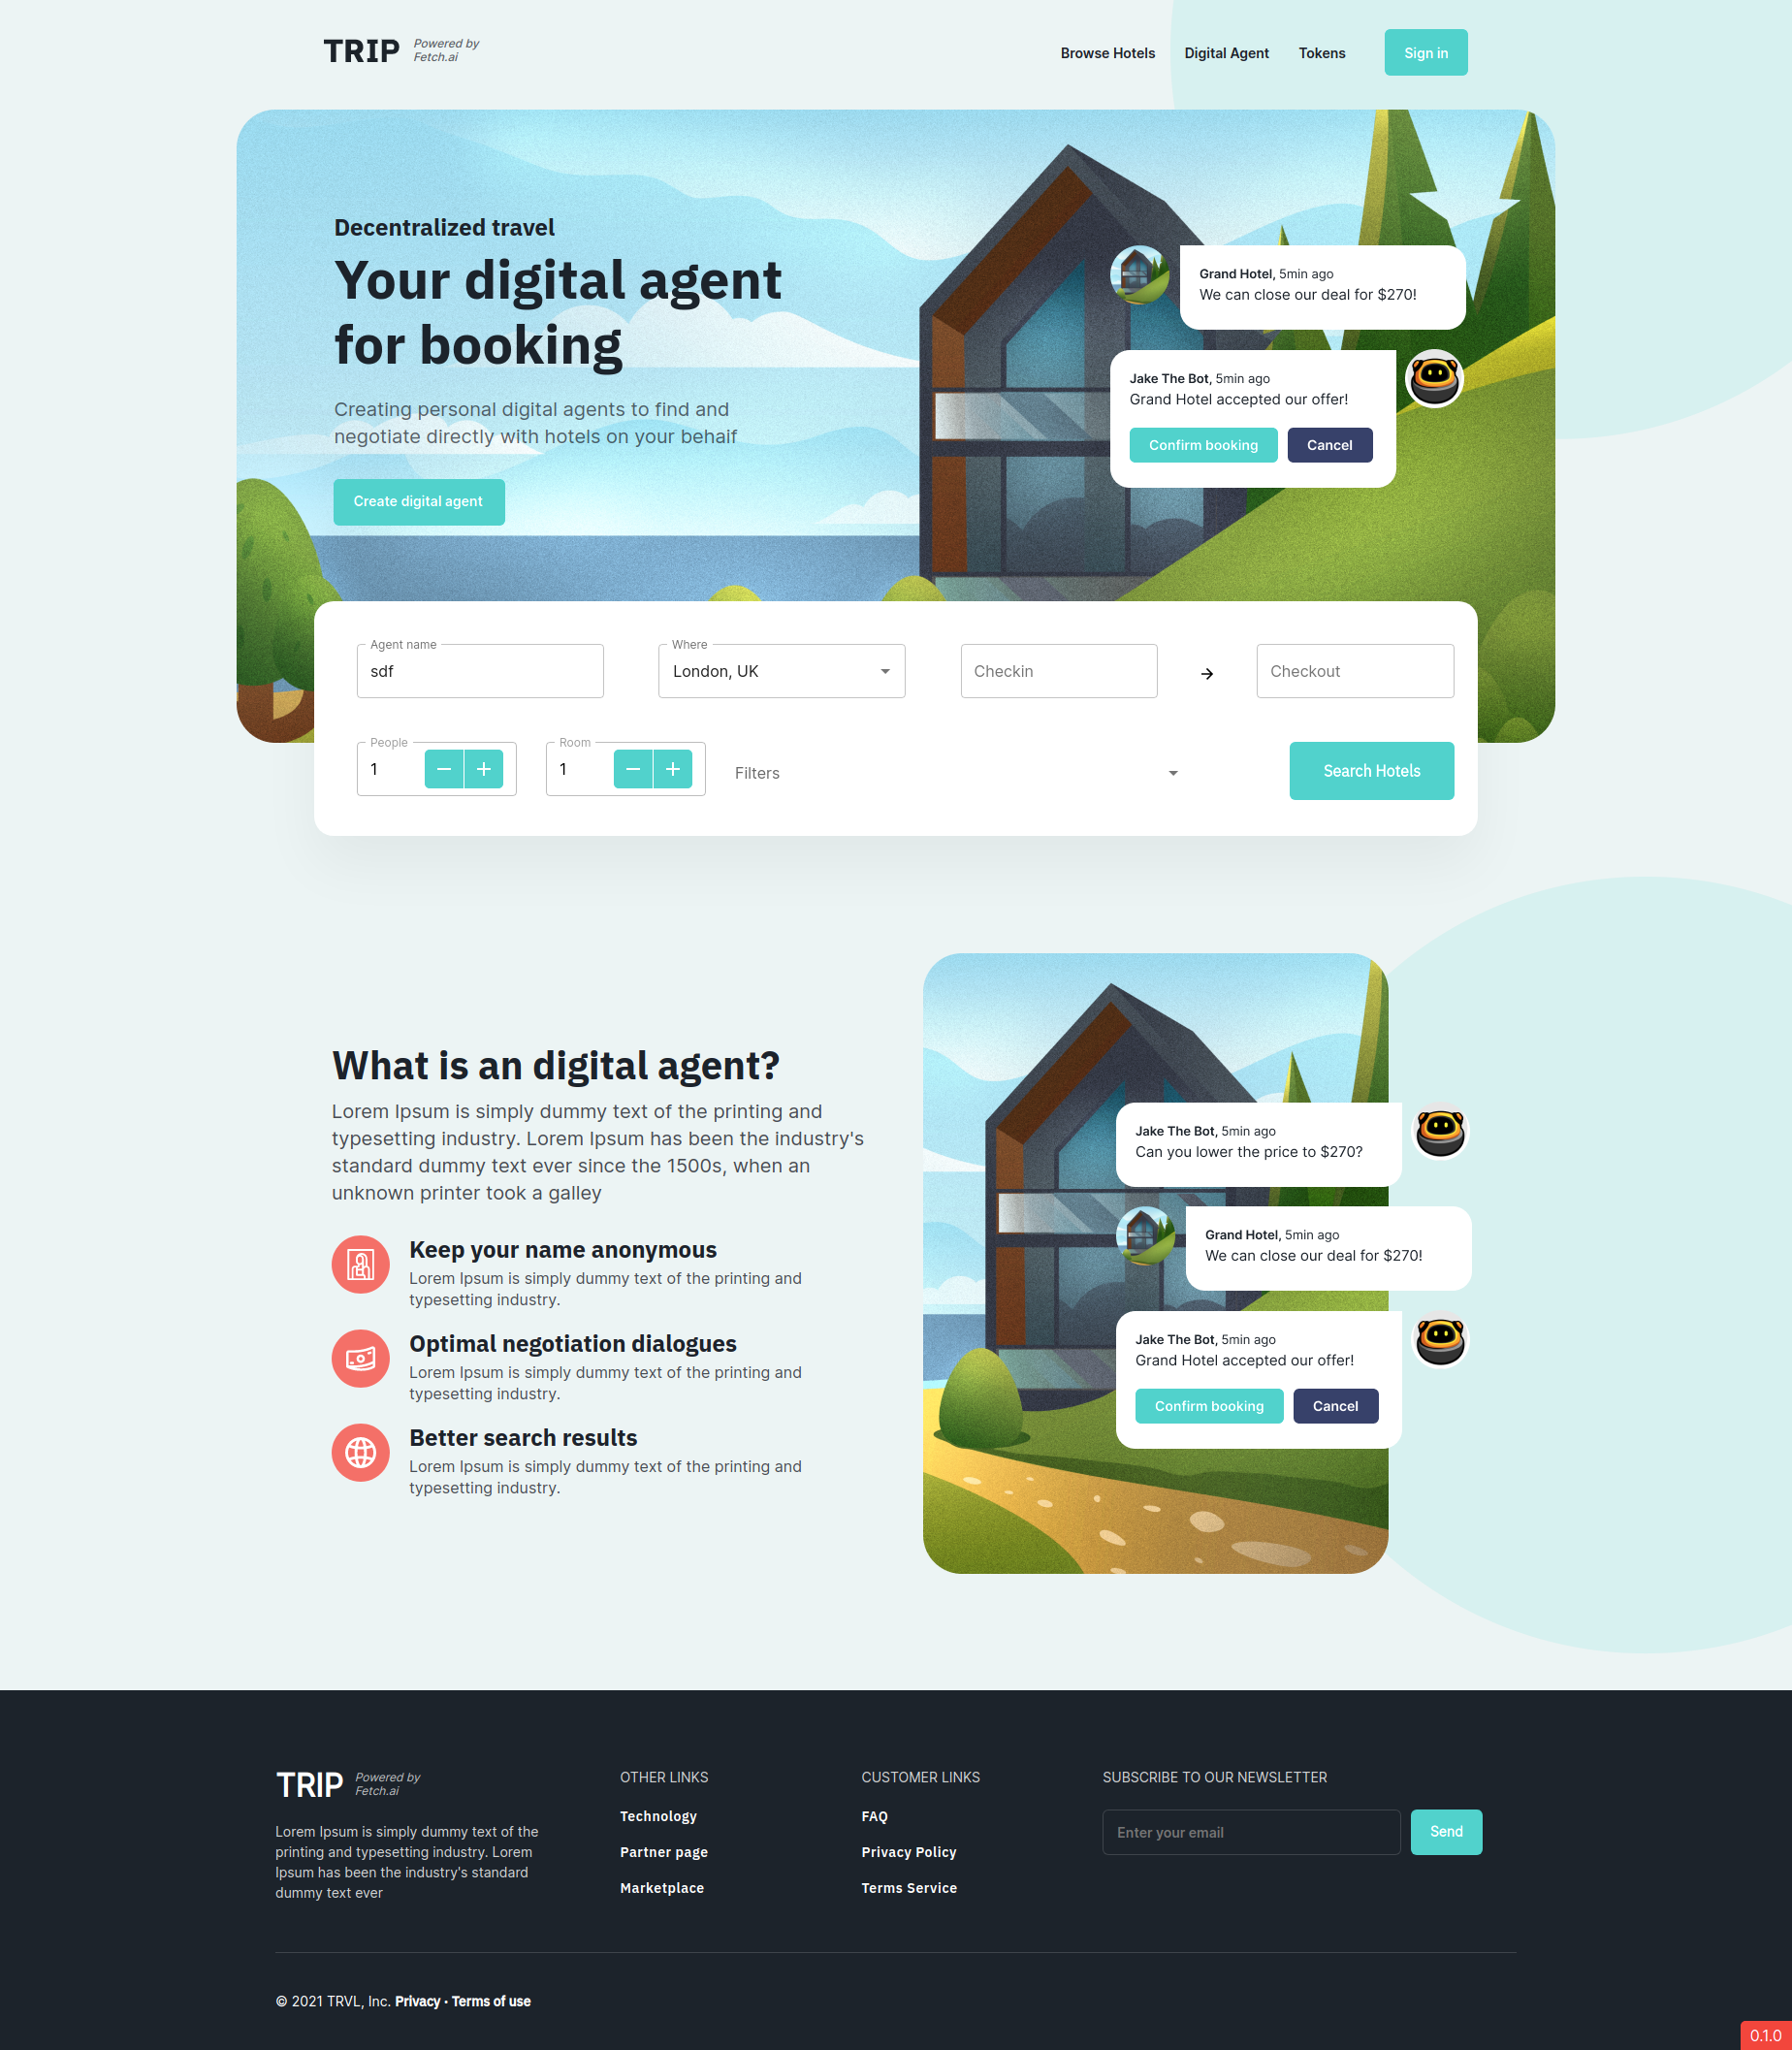 TRIP
Powered by
Fetch.ai
Browse Hotels
Digital Agent
Tokens
Sign in
Decentralized travel
Your digital agent
for booking
Creating personal digital agents to find and
negotiate directly with hotels on your behaif
Create digital agent
Grand Hotel, 5min ago
We can close our deal for $270!
Jake The Bot, 5min ago
Grand Hotel accepted our offer!
Confirm booking
Cancel
Agent name
sdf
Where
London, UK
Checkin
Checkout
People
1
Room
1
Filters
Search Hotels
What is an digital agent?
Lorem Ipsum is simply dummy text of the printing and
typesetting industry. Lorem Ipsum has been the industry's
standard dummy text ever since the 1500s, when an
unknown printer took a galley
Keep your name anonymous
Lorem Ipsum is simply dummy text of the printing and
typesetting industry.
Optimal negotiation dialogues
Lorem Ipsum is simply dummy text of the printing and
typesetting industry.
Better search results
Lorem Ipsum is simply dummy text of the printing and
typesetting industry.
Jake The Bot, 5min ago
Can you lower the price to $270?
Grand Hotel, 5min ago
We can close our deal for $270!
Jake The Bot, 5min ago
Grand Hotel accepted our offer!
Confirm booking
Cancel
TRIP
Powered by
Fetch.ai
Lorem Ipsum is simply dummy text of the
printing and typesetting industry. Lorem
Ipsum has been the industry's standard
dummy text ever
OTHER LINKS
Technology
Partner page
Marketplace
CUSTOMER LINKS
FAQ
Privacy Policy
Terms Service
SUBSCRIBE TO OUR NEWSLETTER
Enter your email
Send
© 2021 TRVL, Inc. Privacy • Terms of use
0.1.0